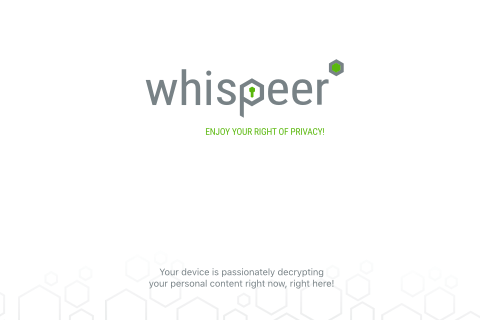 whispeer
ENJOY YOUR RIGHT OF PRIVACY!
Your device is passionately decrypting
your personal content right now, right here!